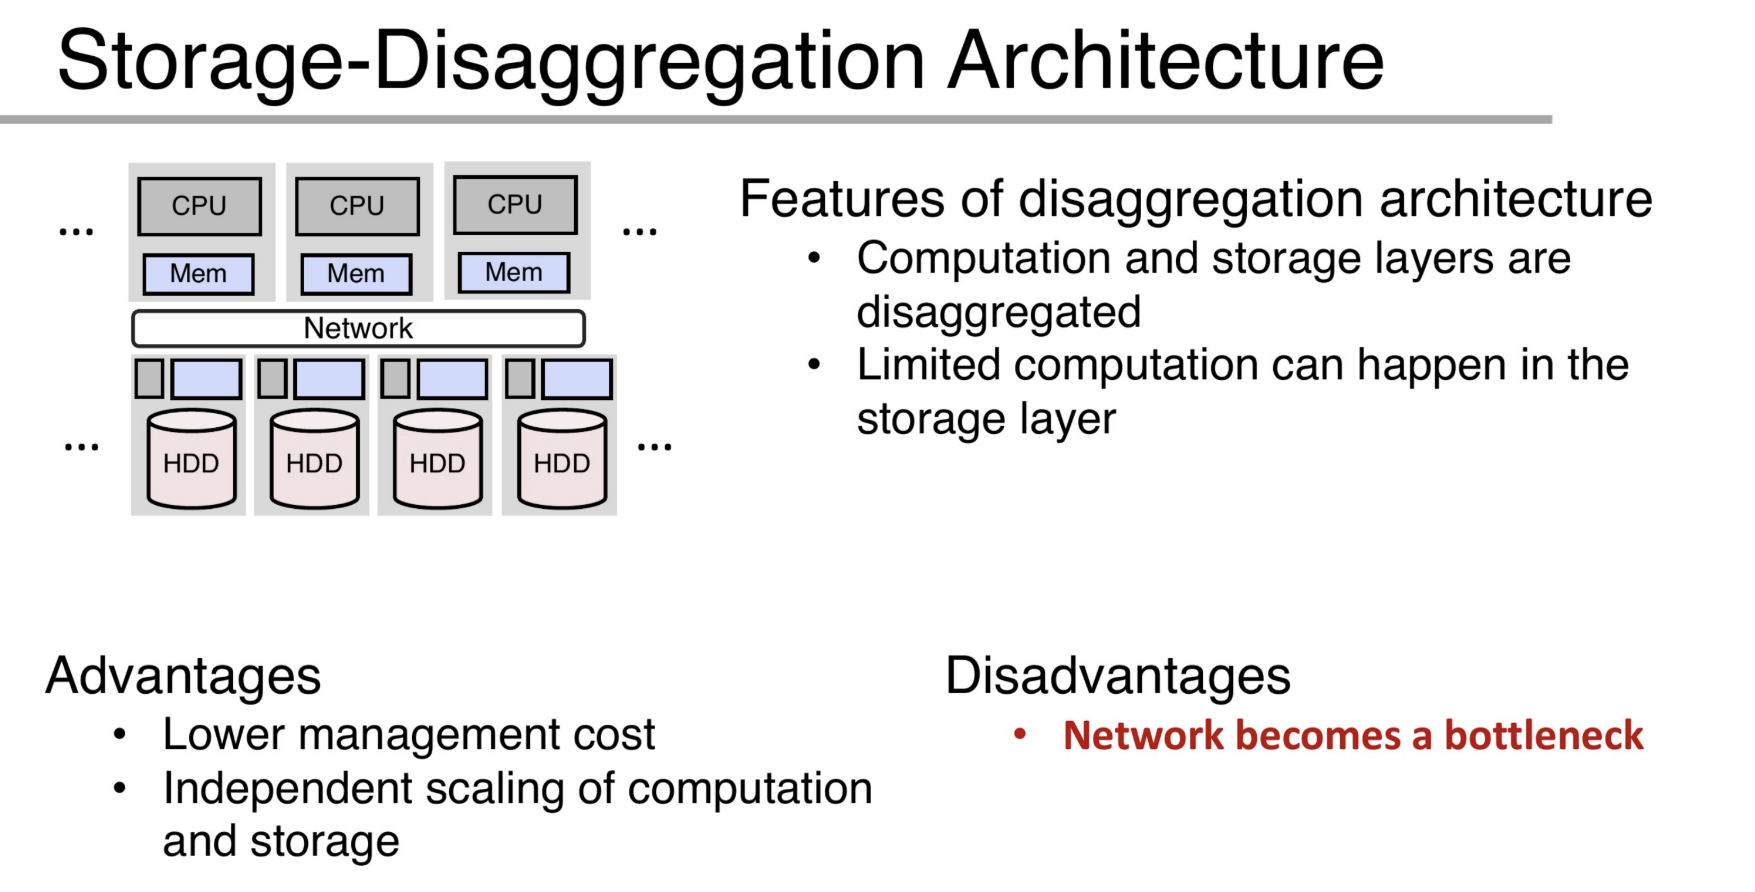 Storage-Disaggregation Architecture
CPU CPU CPU
... ...
Mem Mem Mem
Network
... ...
HDD HDD HDD HDD
Features of disaggregation architecture
• Computation and storage layers are
disaggregated
• Limited computation can happen in the
storage layer
Advantages
• Lower management cost
• Independent scaling of computation
and storage
Disadvantages
• Network becomes a bottleneck